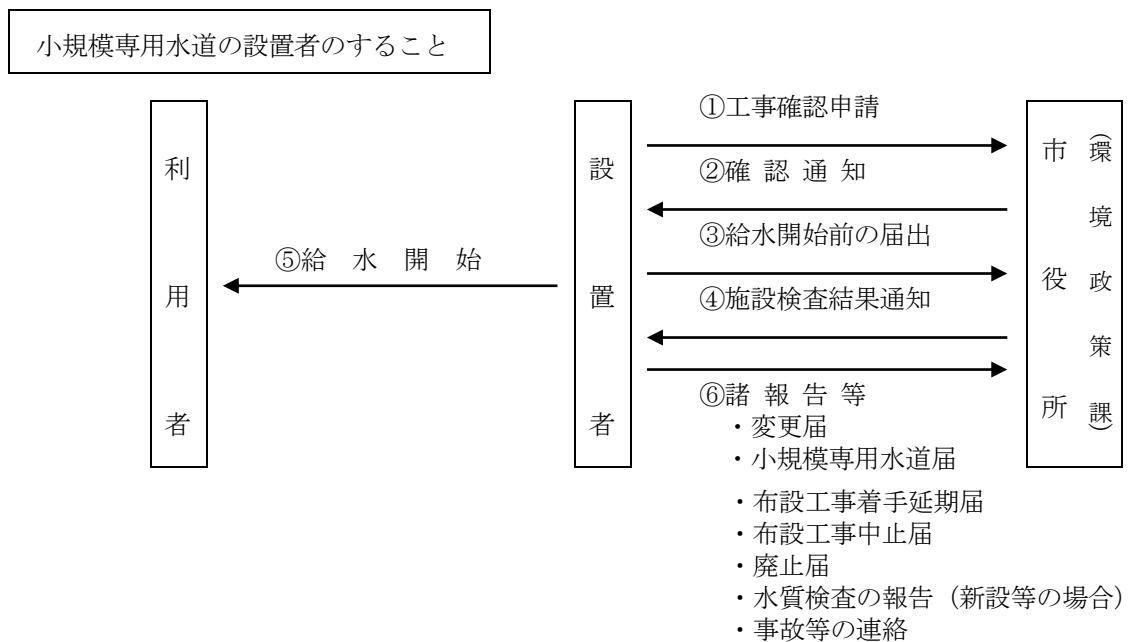 小規模専用水道の設置者のすること
利用者
設置者
市役所
（環境政策課）
①工事確認申請
②確 認 通 知
③給水開始前の届出
④施設検査結果通知
⑤給 水 開 始
⑥諸 報 告 等
・変更届
・小規模専用水道届
・布設工事着手延期届
・布設工事中止届
・廃止届
・水質検査の報告（新設等の場合）
・事故等の連絡